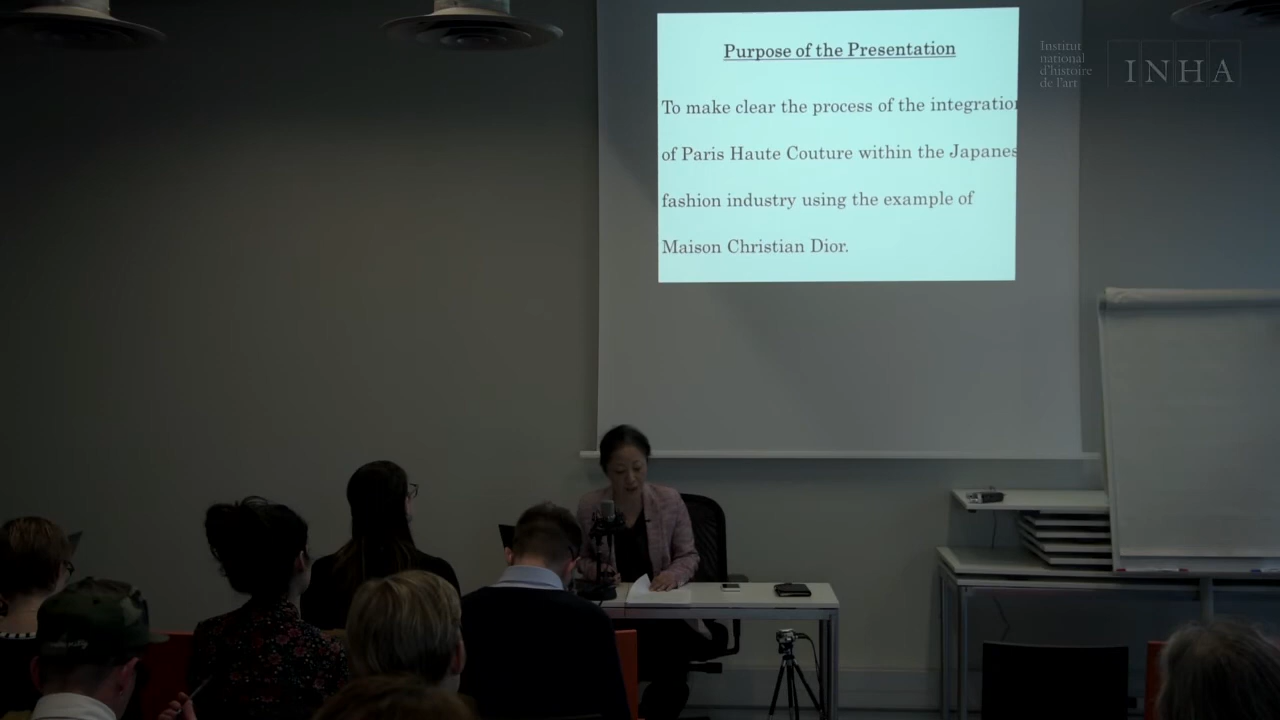 Purpose of the Presentation
To make clear the process of the integration
of Paris Haute Couture within the Japanes
fashion industry using the example of
Maison Christian Dior.
Institut
national
d'histoire
de l'art
INHA